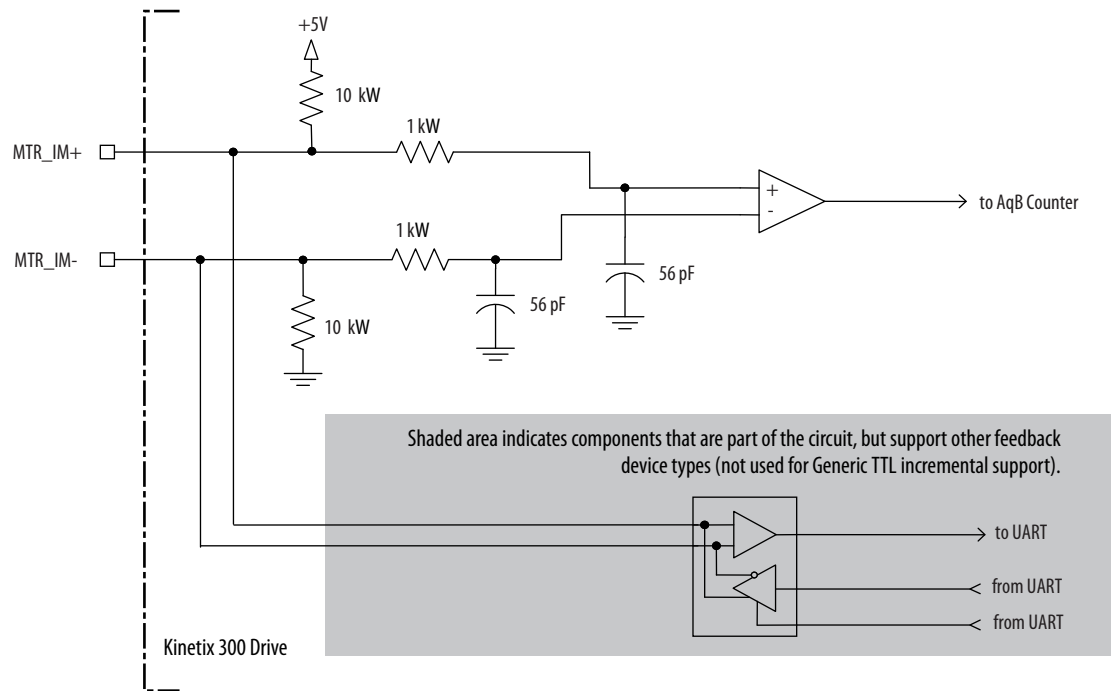 +5V
10 kW
1 kW
MTR_IM+
+
-
to AqB Counter
1 kW
MTR_IM-
56 pF
56 pF
10 kW
Shaded area indicates components that are part of the circuit, but support other feedback
device types (not used for Generic TTL incremental support).
to UART
from UART
from UART
Kinetix 300 Drive